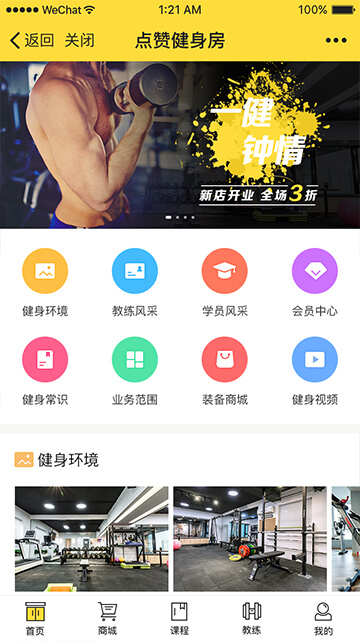 WeChat
1:21 AM
100%
返回 关闭 点赞健身房
一健
钟情
新店开业 全场3折
健身环境 教练风采 学员风采 会员中心
健身常识 业务范围 装备商城 健身视频
健身环境
首页 商城 课程 教练 我的